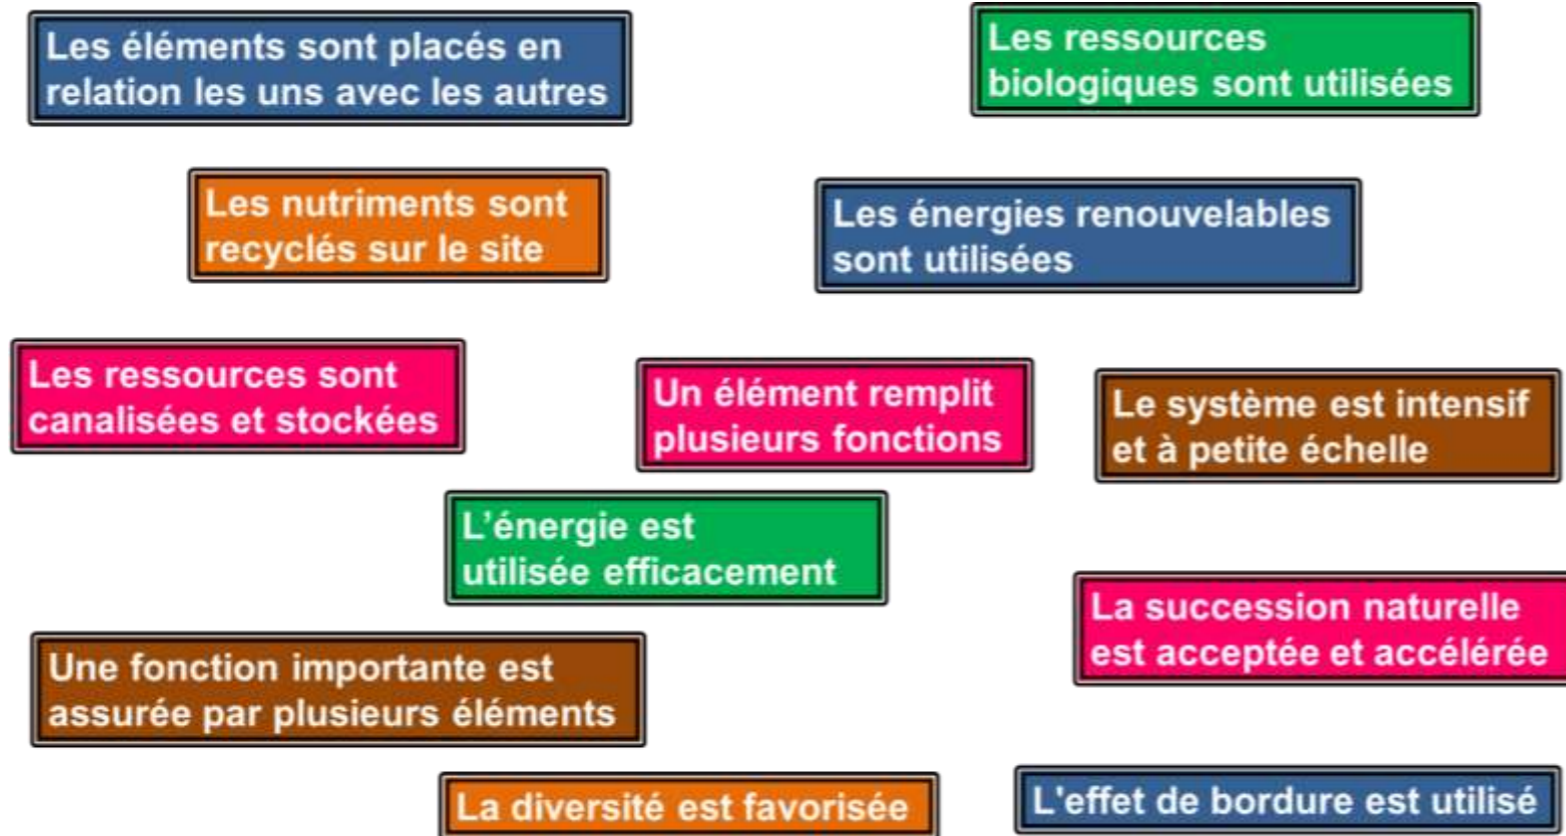 Les éléments sont placés en
relation les uns avec les autres
Les ressources
biologiques sont utilisées
Les nutriments sont
recyclés sur le site
Les énergies renouvelables
sont utilisées
Les ressources sont
canalisées et stockées
Un élément remplit
plusieurs fonctions
Le système est intensif
et à petite échelle
L’énergie est
utilisée efficacement
La succession naturelle
est acceptée et accélérée
Une fonction importante est
assurée par plusieurs éléments
La diversité est favorisée
L'effet de bordure est utilisé